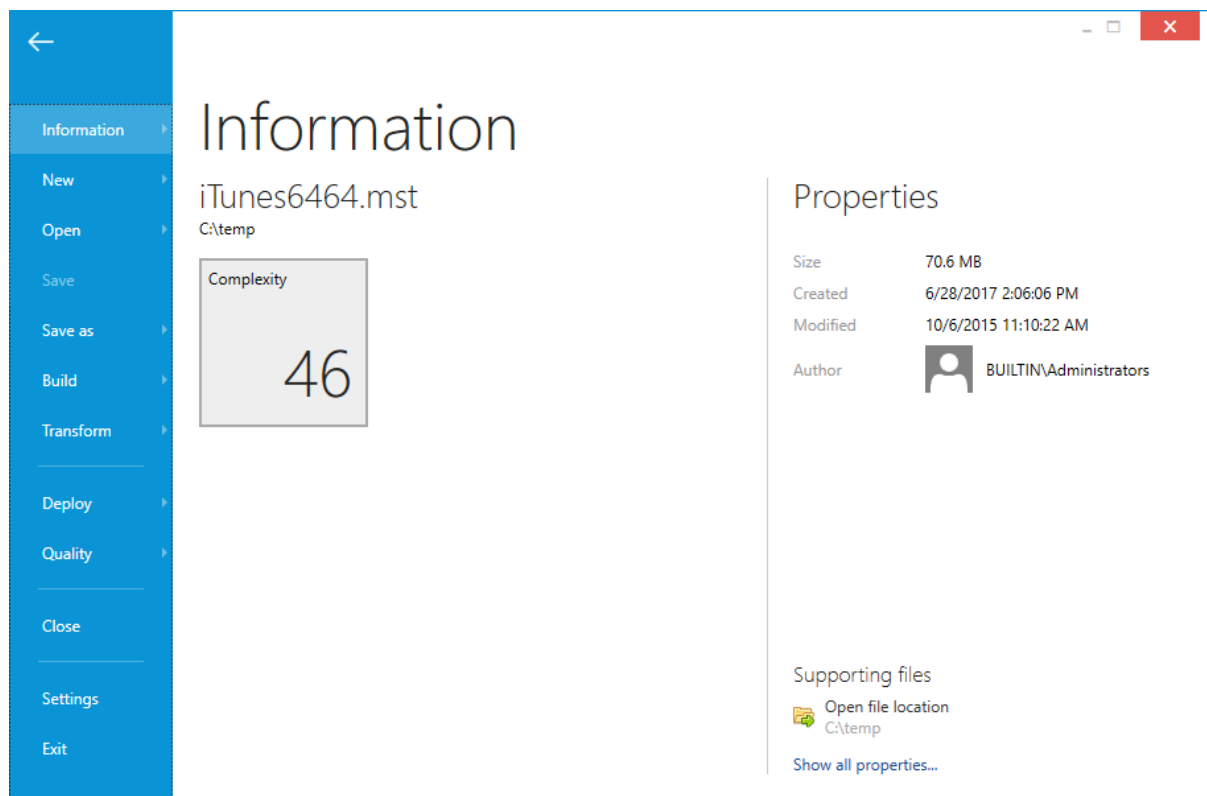 Information
New
Open
Save
Save as
Build
Transform
Deploy
Quality
Close
Settings
Exit
Information
iTunes6464.mst
C:\temp
Complexity
46
Properties
Size 70.6 MB
Created 6/28/2017 2:06:06 PM
Modified 10/6/2015 11:10:22 AM
Author BUILTIN\Administrators
Supporting files
Open file location
C:\temp
Show all properties...